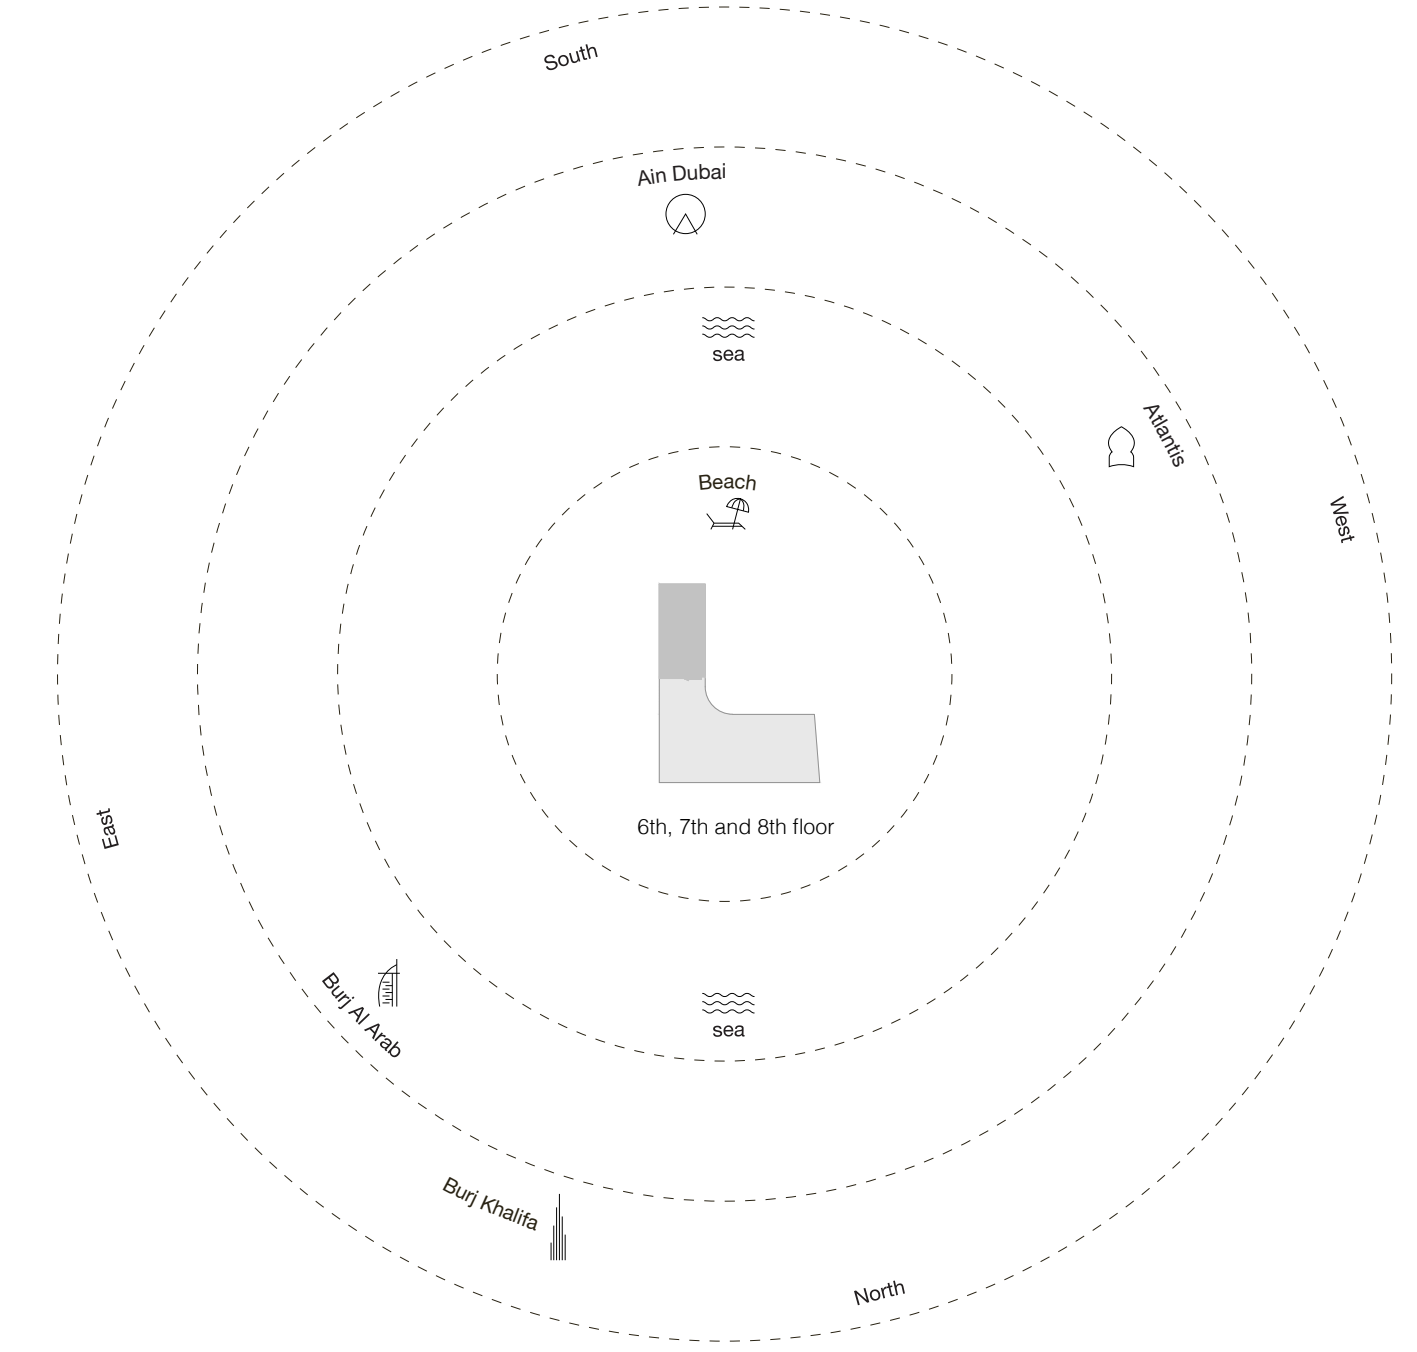 South
Ain Dubai
sea
Atlantis
Beach
West
East
6th, 7th and 8th floor
Burj Al Arab
sea
Burj Khalifa
North